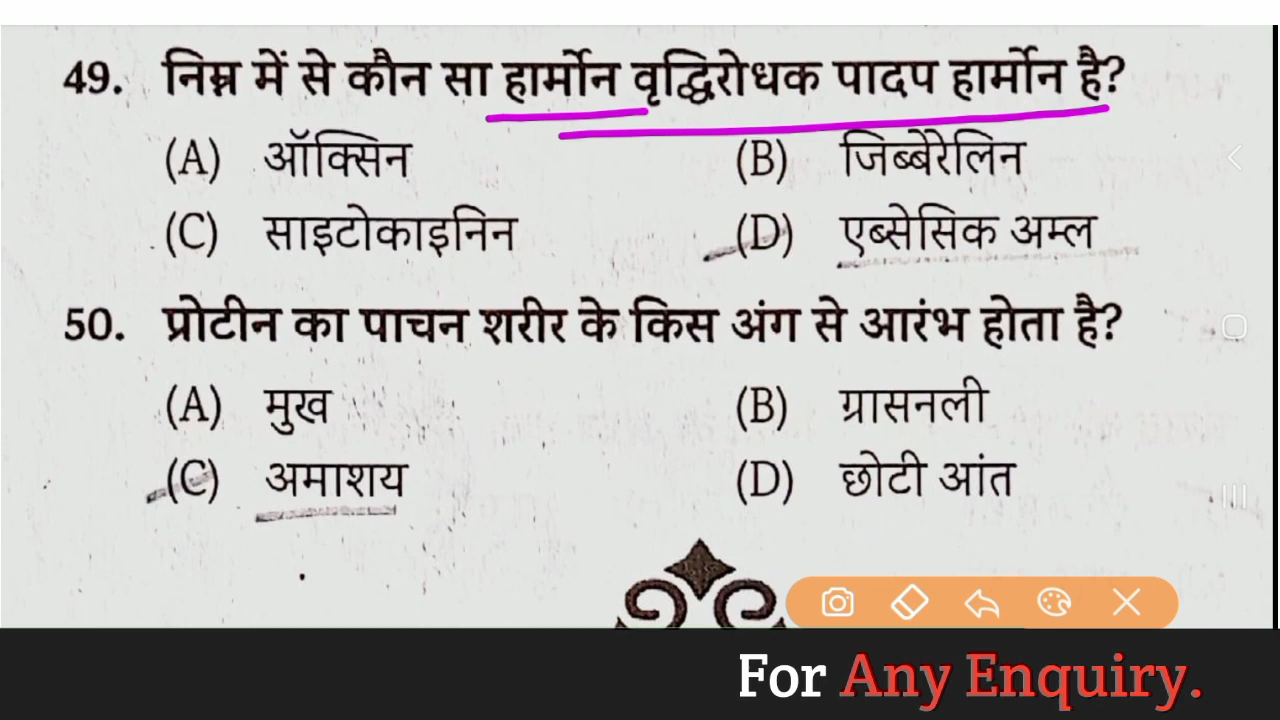 49. निम्न में से कौन सा हार्मोन वृद्धिरोधक पादप हार्मोन है?
(A) ऑक्सिन (B) जिब्बेरेलिन
(C) साइटोकाइनिन (D) एब्सेसिक अम्ल
50. प्रोटीन का पाचन शरीर के किस अंग से आरंभ होता है?
(A) मुख (B) ग्रासनली
(C) अमाशय (D) छोटी आंत
For Any Enquiry.